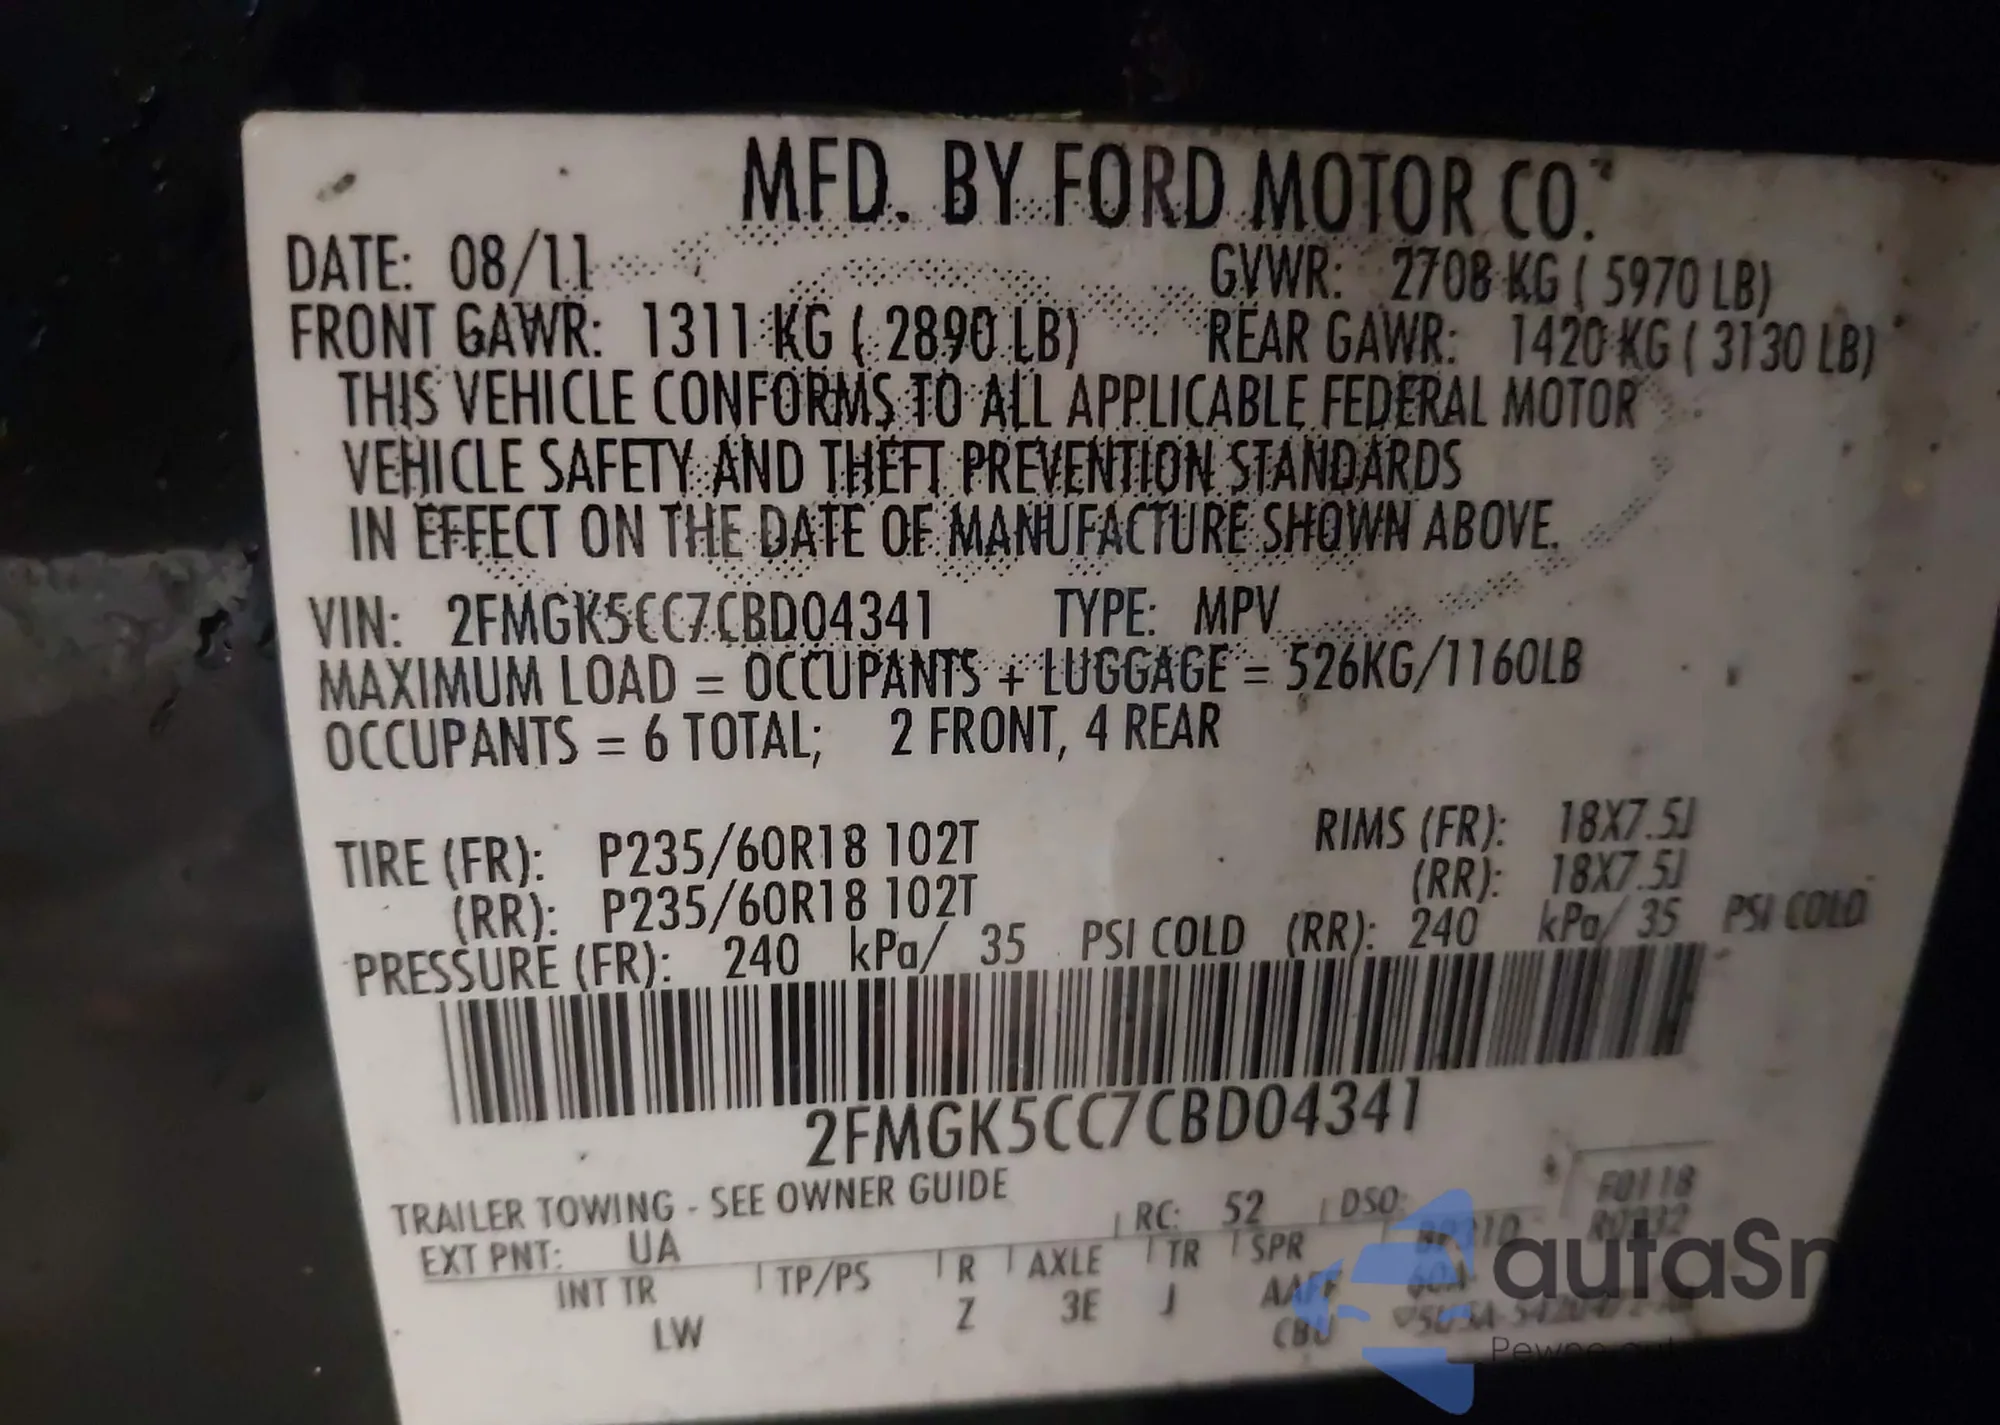 MFD. BY FORD MOTOR CO.
DATE: 08/11 GVWR: 2708 KG ( 5970 LB)
FRONT GAWR: 1311 KG ( 2890 LB) REAR GAWR: 1420 KG ( 3130 LB)
THIS VEHICLE CONFORMS TO ALL APPLICABLE FEDERAL MOTOR
VEHICLE SAFETY AND THEFT PREVENTION STANDARDS
IN EFFECT ON THE DATE OF MANUFACTURE SHOWN ABOVE.
VIN: 2FMGK5CC7CBD04341 TYPE: MPV
MAXIMUM LOAD = OCCUPANTS + LUGGAGE = 526KG/1160LB
OCCUPANTS = 6 TOTAL; 2 FRONT, 4 REAR
TIRE (FR): P235/60R18 102T RIMS (FR): 18X7.5J
(RR): P235/60R18 102T (RR): 18X7.5J
PRESSURE (FR): 240 kPa/ 35 PSI COLD (RR): 240 kPa/ 35 PSI COLD
2FMGK5CC7CBD04341
TRAILER TOWING - SEE OWNER GUIDE
EXT PNT: UA RC: 52 DSO: F0118
INT TR TP/PS R AXLE TR SPR
LW Z 3E J AAFF
CBU
autaSn